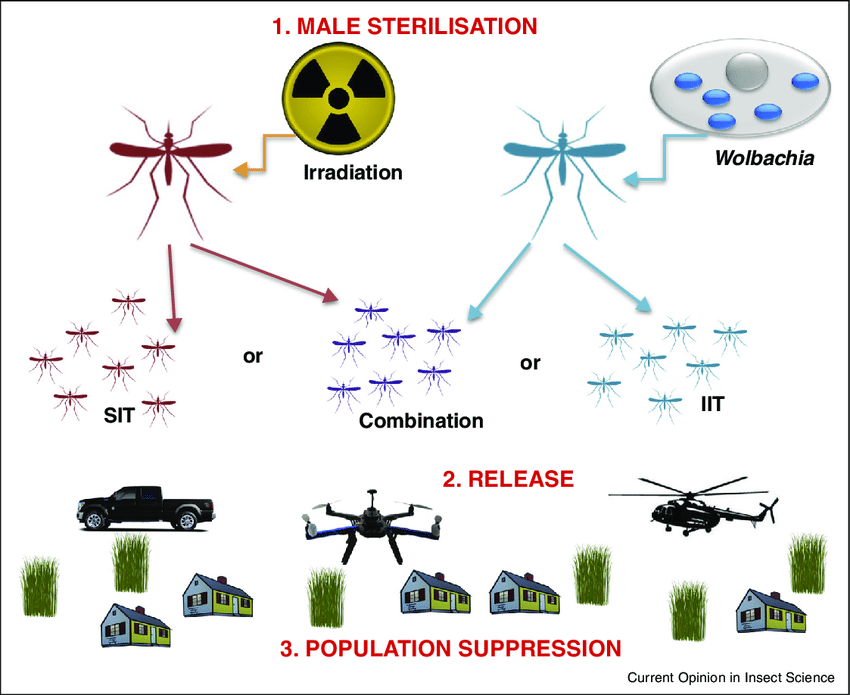 1. MALE STERILISATION
Irradiation
Wolbachia
or
or
SIT
Combination
IIT
2. RELEASE
3. POPULATION SUPPRESSION
Current Opinion in Insect Science